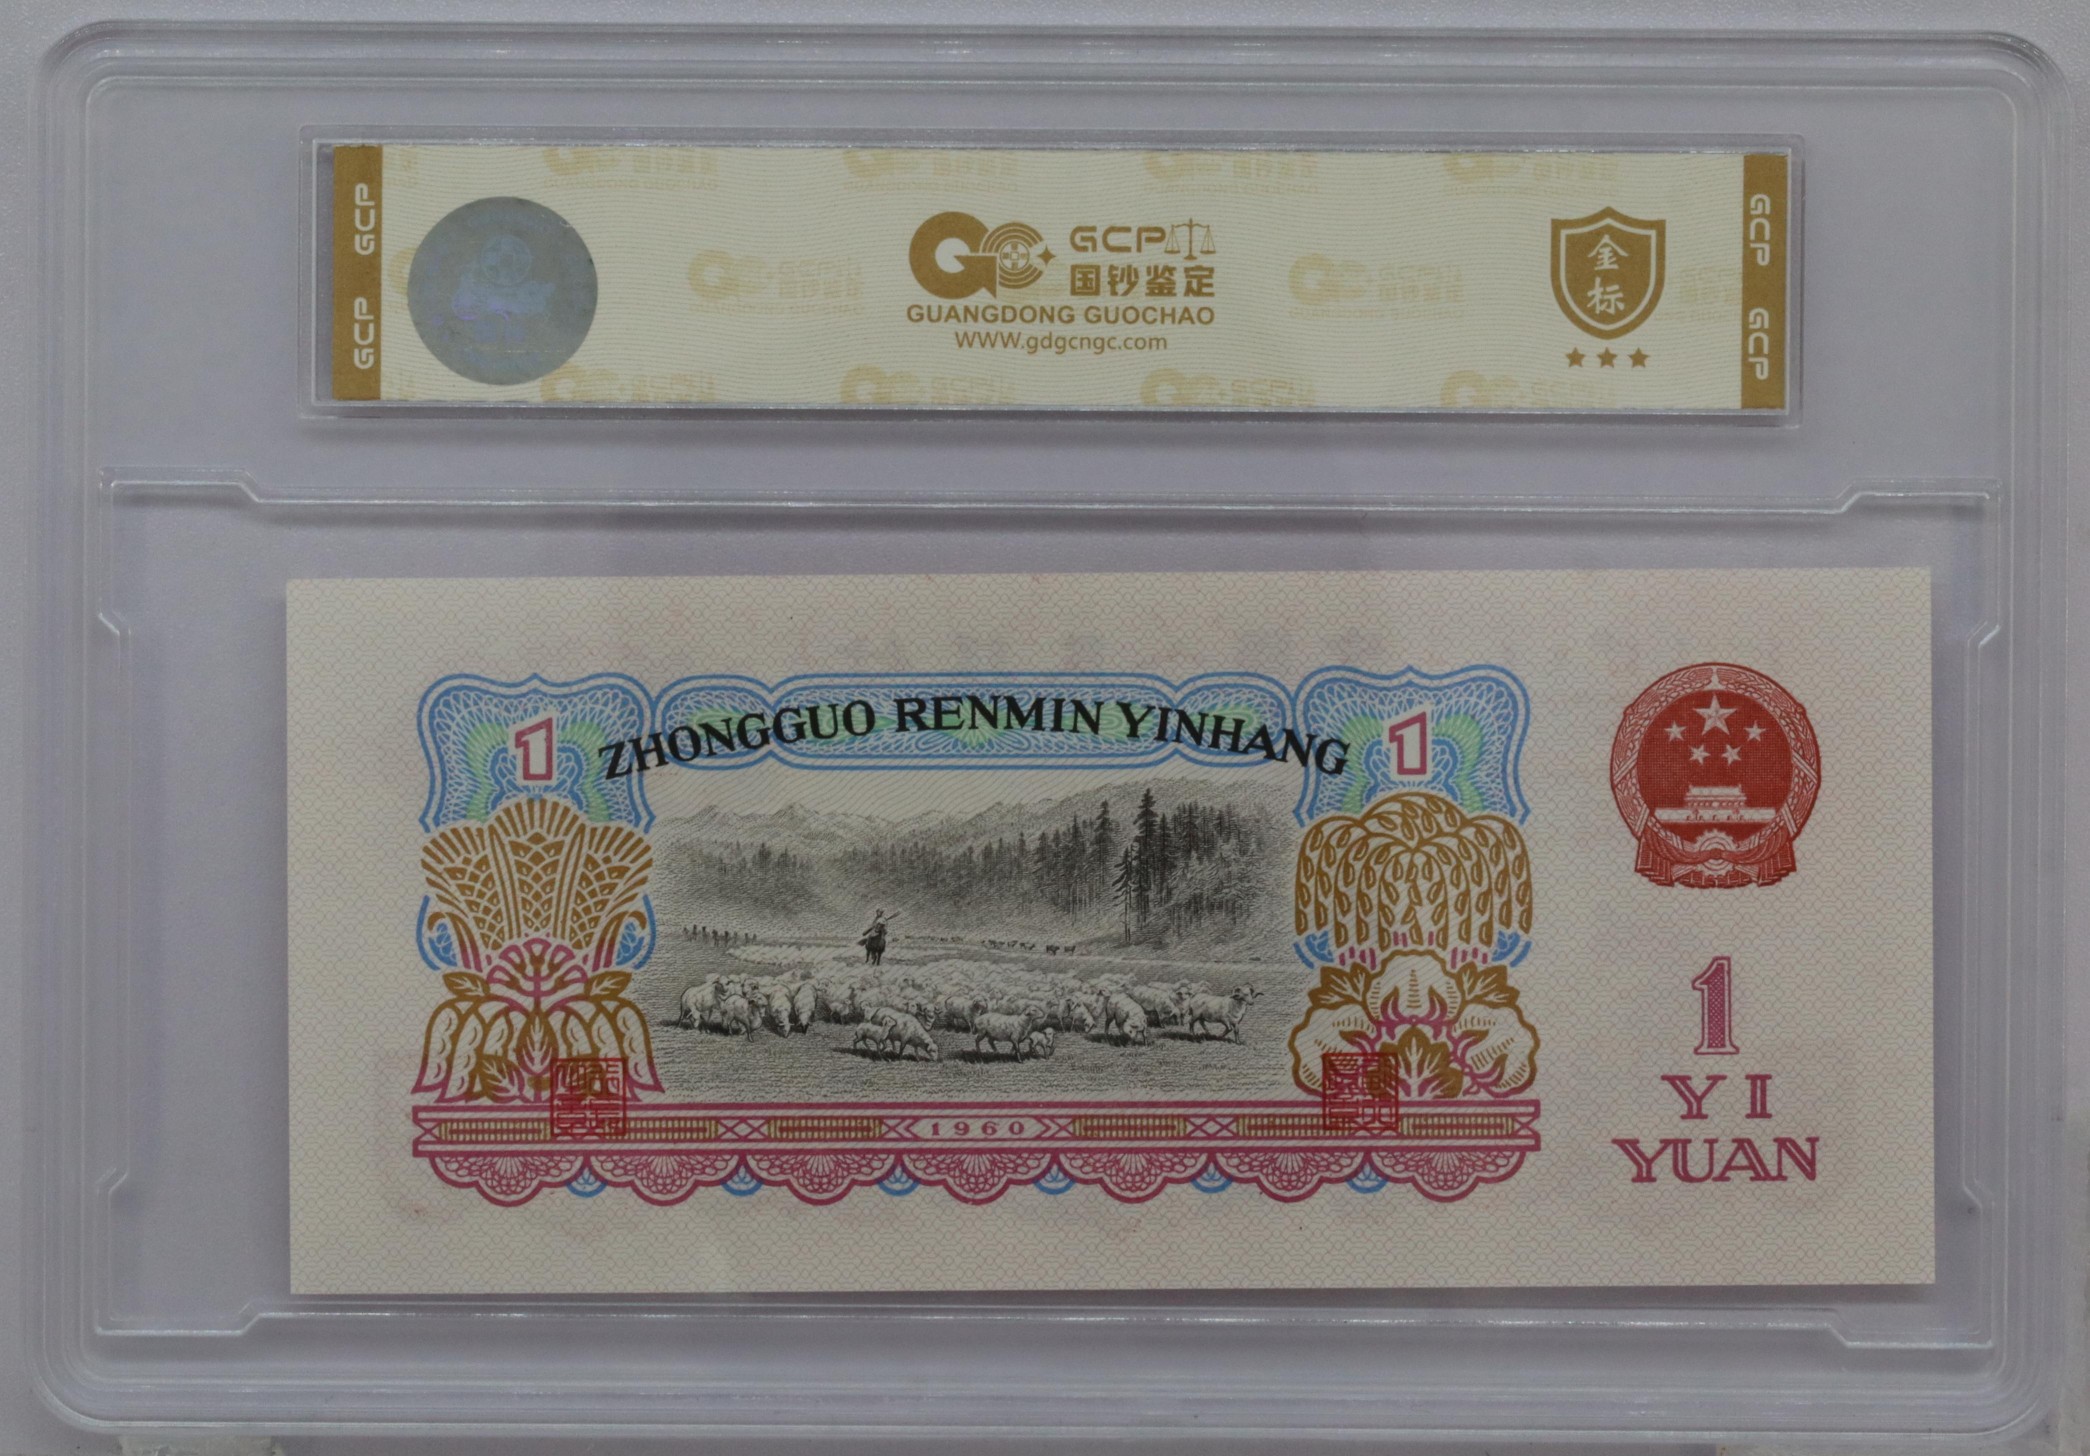 GCP GCP
GCP
国钞鉴定
GUANGDONG GUOCHAO
WWW.gdgcngc.com
金
标
GCP GCP
ZHONGGUO RENMIN YINHANG
1
1
1960
1
YI
YUAN